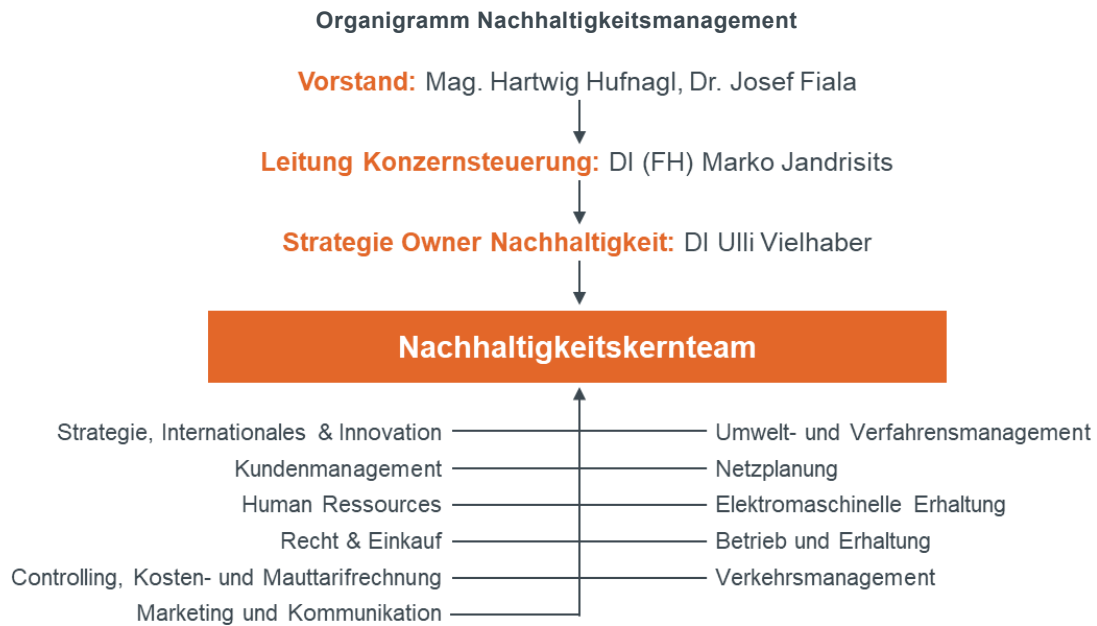 Organigramm Nachhaltigkeitsmanagement
Vorstand: Mag. Hartwig Hufnagl, Dr. Josef Fiala
Leitung Konzernsteuerung: DI (FH) Marko Jandrisits
Strategie Owner Nachhaltigkeit: DI Ulli Vielhaber
Nachhaltigkeitskernteam
Strategie, Internationales & Innovation
Kundenmanagement
Human Ressources
Recht & Einkauf
Controlling, Kosten- und Mauttarifrechnung
Marketing und Kommunikation
Umwelt- und Verfahrensmanagement
Netzplanung
Elektromaschinelle Erhaltung
Betrieb und Erhaltung
Verkehrsmanagement